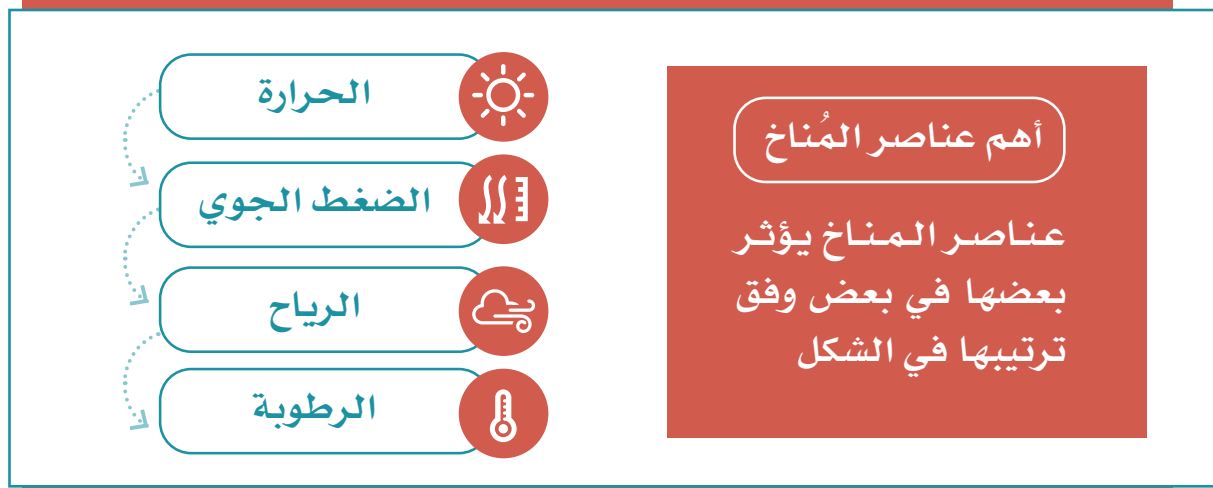 أهم عناصر المُناخ
عناصر المناخ يؤثر
بعضها في بعض وفق
ترتيبها في الشكل
الحرارة
الضغط الجوي
الرياح
الرطوبة